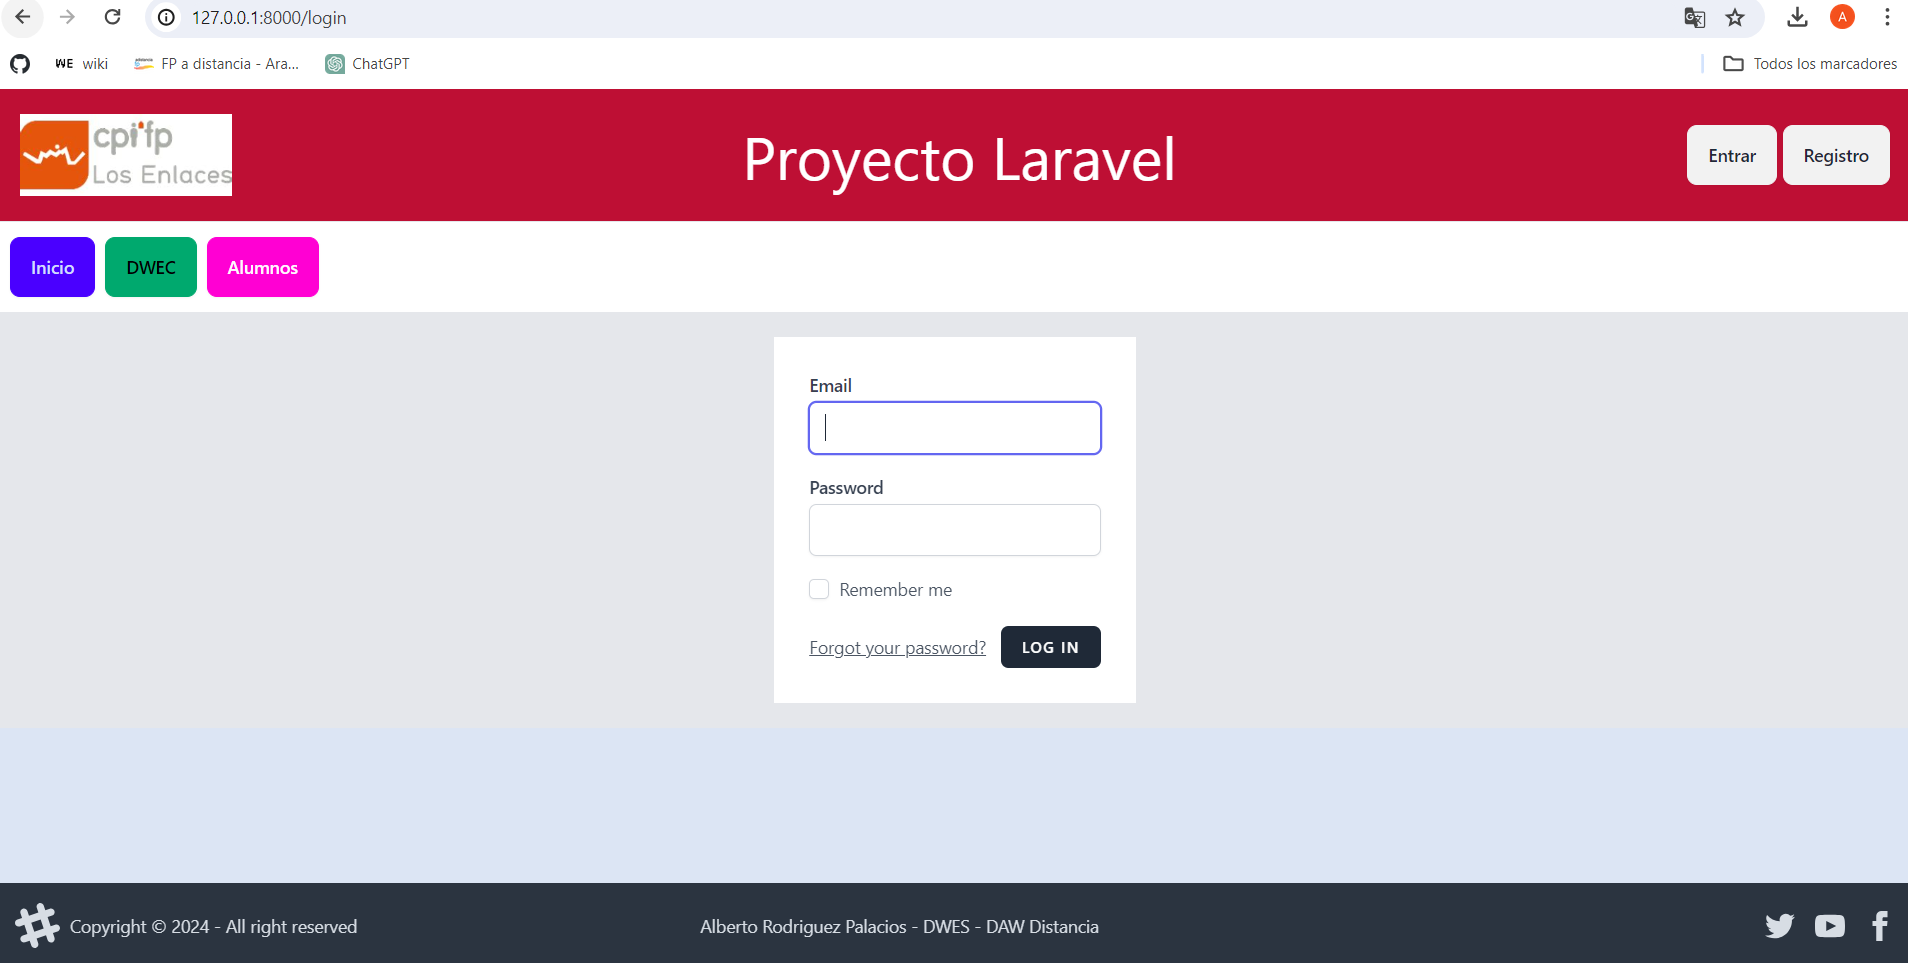 127.0.0.1:8000/login
WE wiki
FP a distancia - Ara...
ChatGPT
Todos los marcadores
A
cpifp
Los Enlaces
Proyecto Laravel
Entrar
Registro
Inicio
DWEC
Alumnos
Email
Password
Remember me
Forgot your password?
LOG IN
Copyright © 2024 - All right reserved
Alberto Rodriguez Palacios - DWES - DAW Distancia